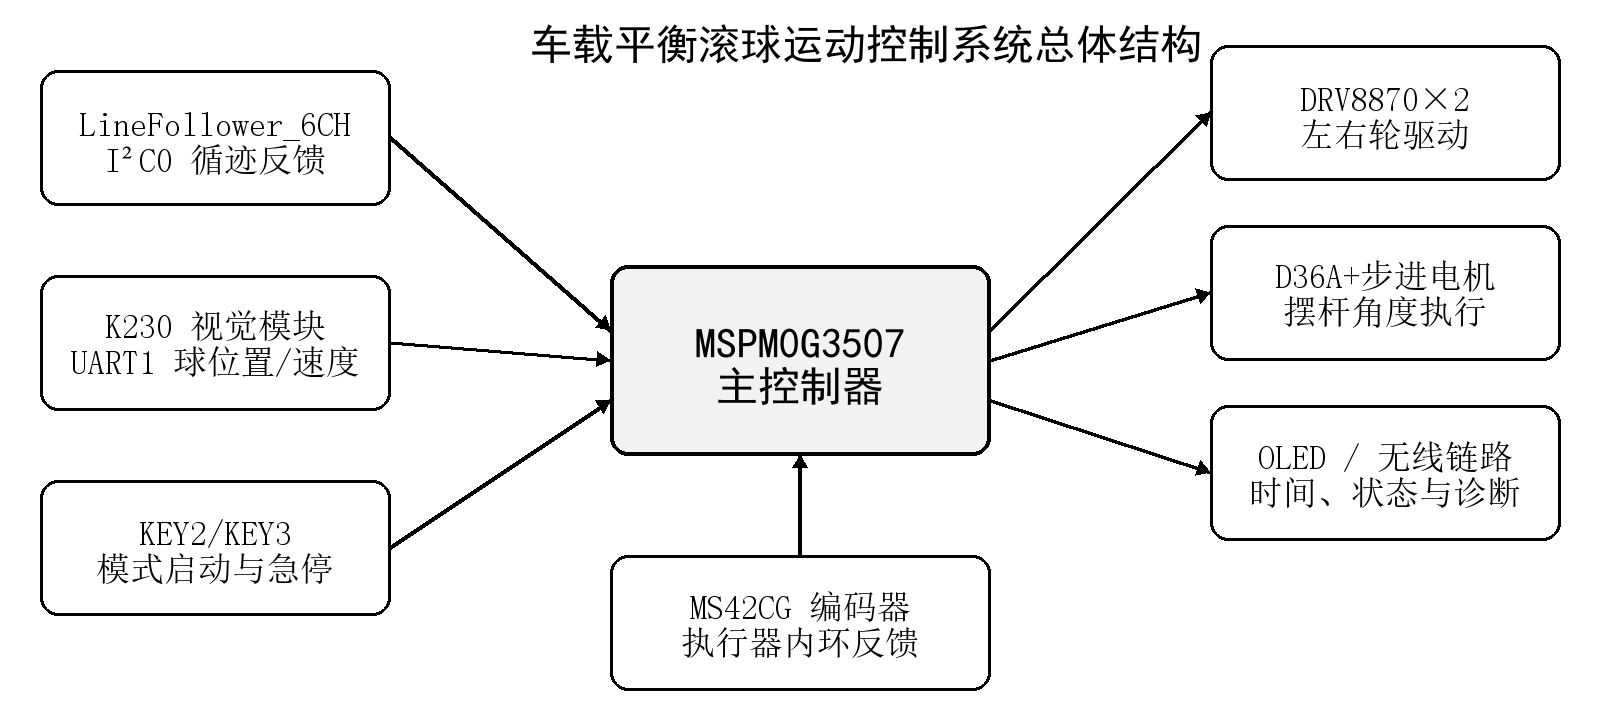 车载平衡滚球运动控制系统总体结构
LineFollower_6CH
I²C0 循迹反馈
K230 视觉模块
UART1 球位置/速度
KEY2/KEY3
模式启动与急停
MSPM0G3507
主控制器
MS42CG 编码器
执行器内环反馈
DRV8870×2
左右轮驱动
D36A+步进电机
摆杆角度执行
OLED / 无线链路
时间、状态与诊断